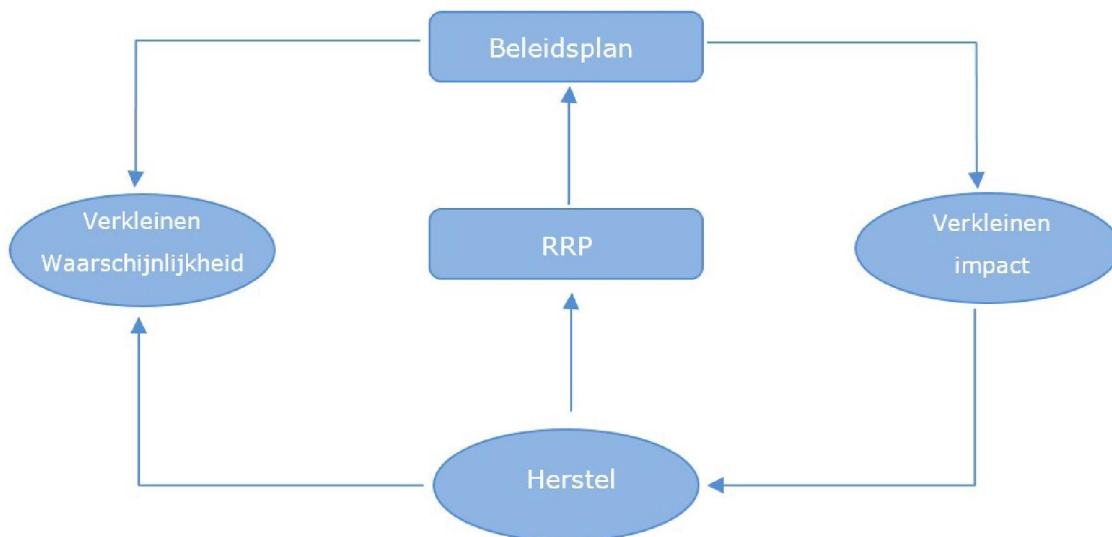 Beleidsplan
Verkleinen
Waarschijnlijkheid
RRP
Verkleinen
impact
Herstel